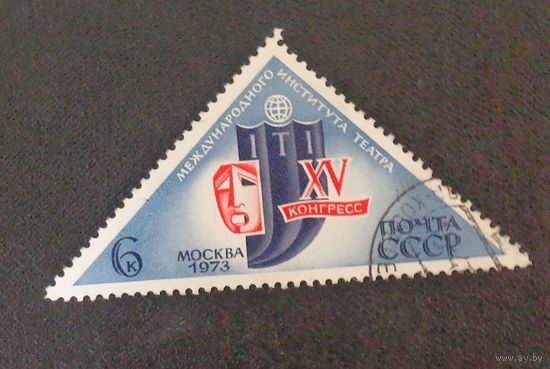 МЕЖДУНАРОДНОГО ИНСТИТУТА ТЕАТРА
ITI
XV
КОНГРЕСС
6К
МОСКВА
1973
ПОЧТА
СССР
www.ay.by